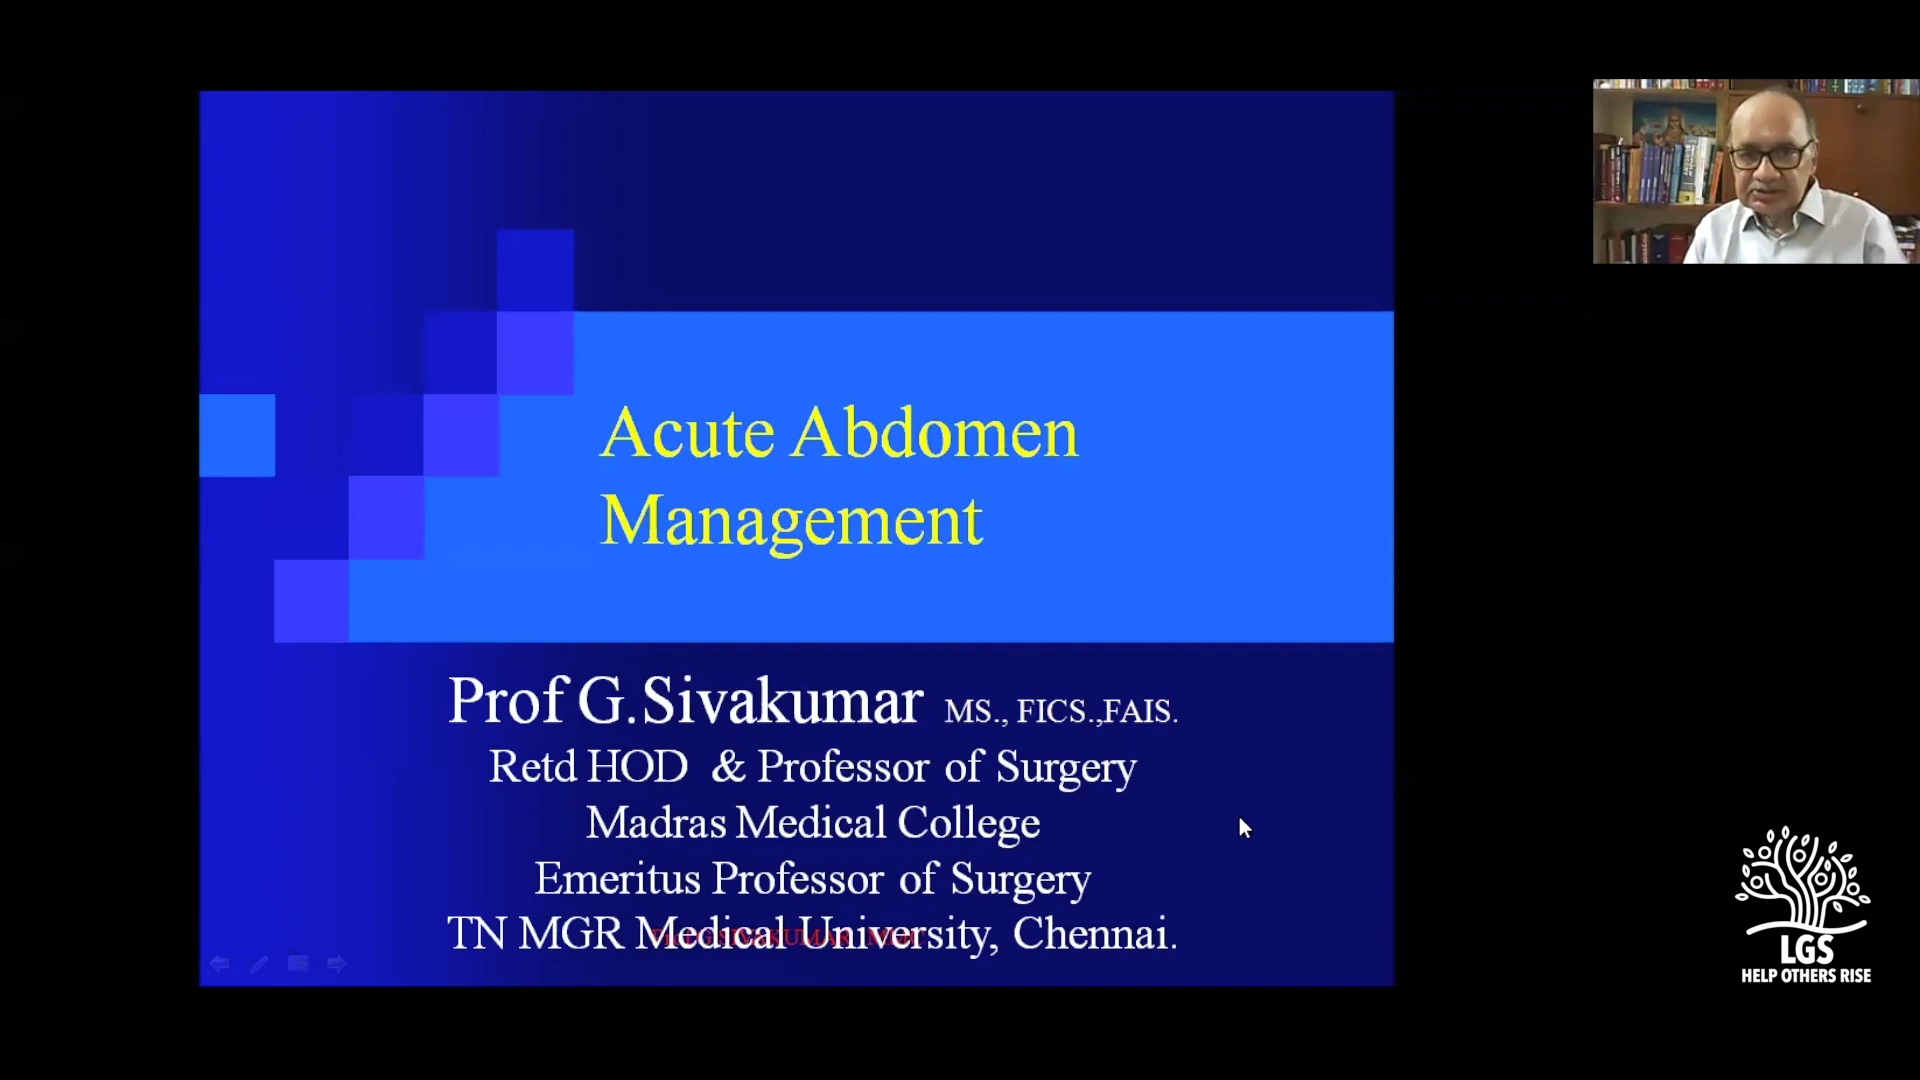 Acute Abdomen
Management
Prof G.Sivakumar MS., FICS.,FAIS.
Retd HOD & Professor of Surgery
Madras Medical College
Emeritus Professor of Surgery
TN MGR Medical University, Chennai.
LGS
HELP OTHERS RISE